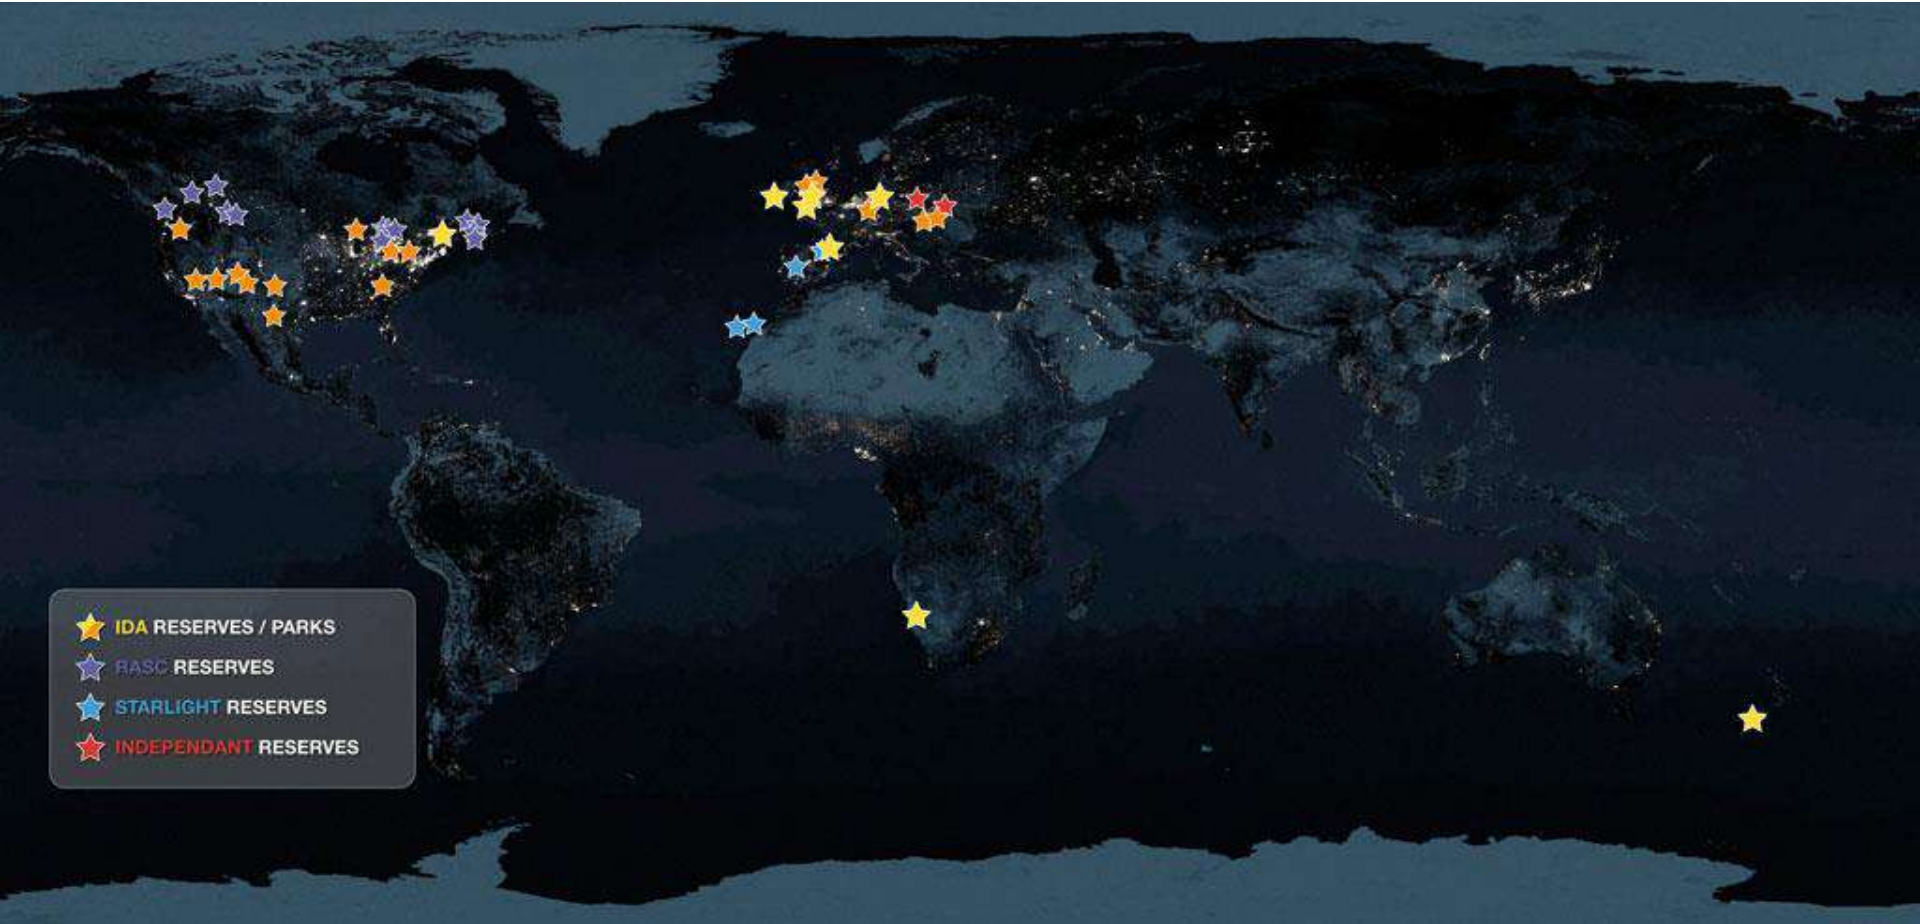 IDA RESERVES / PARKS
RASC RESERVES
STARLIGHT RESERVES
INDEPENDANT RESERVES